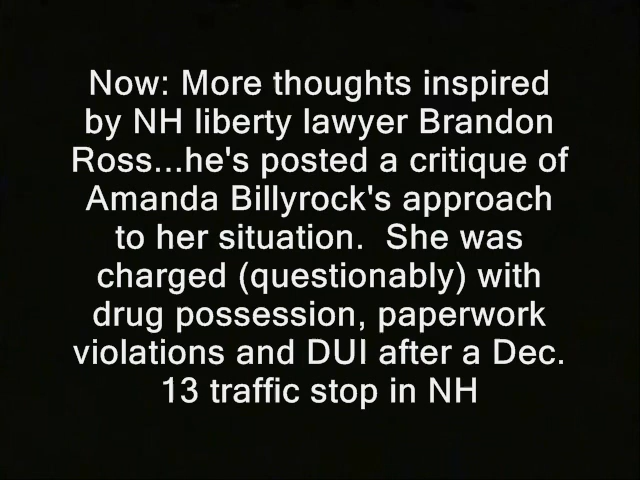 Now: More thoughts inspired
by NH liberty lawyer Brandon
Ross...he's posted a critique of
Amanda Billyrock's approach
to her situation.  She was
charged (questionably) with
drug possession, paperwork
violations and DUI after a Dec.
13 traffic stop in NH